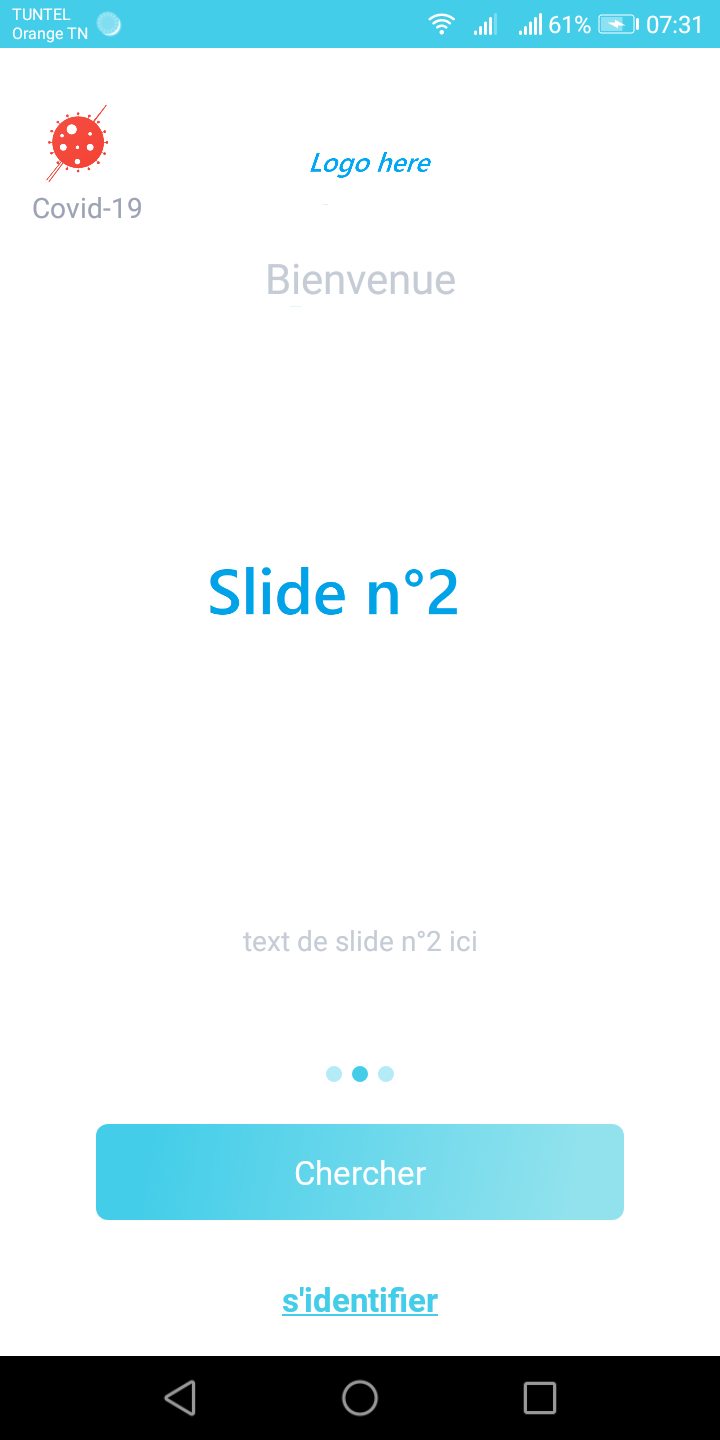 TUNTEL
Orange TN
61% 07:31
Logo here
Covid-19
Bienvenue
Slide n°2
text de slide n°2 ici
Chercher
s'identifier